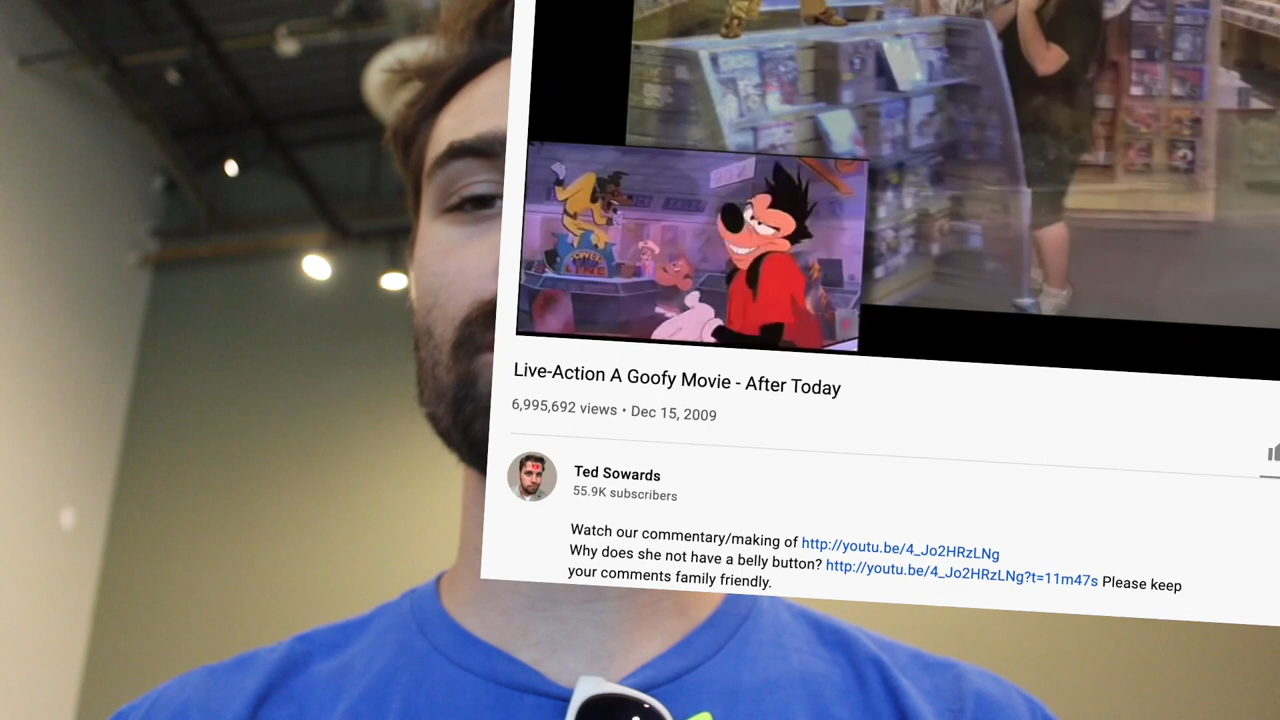 POWER
LINE
Live-Action A Goofy Movie - After Today
6,995,692 views • Dec 15, 2009
Ted Sowards
55.9K subscribers
Watch our commentary/making of http://youtu.be/4_Jo2HRzLNg
Why does she not have a belly button? http://youtu.be/4_Jo2HRzLNg?t=11m47s Please keep
your comments family friendly.